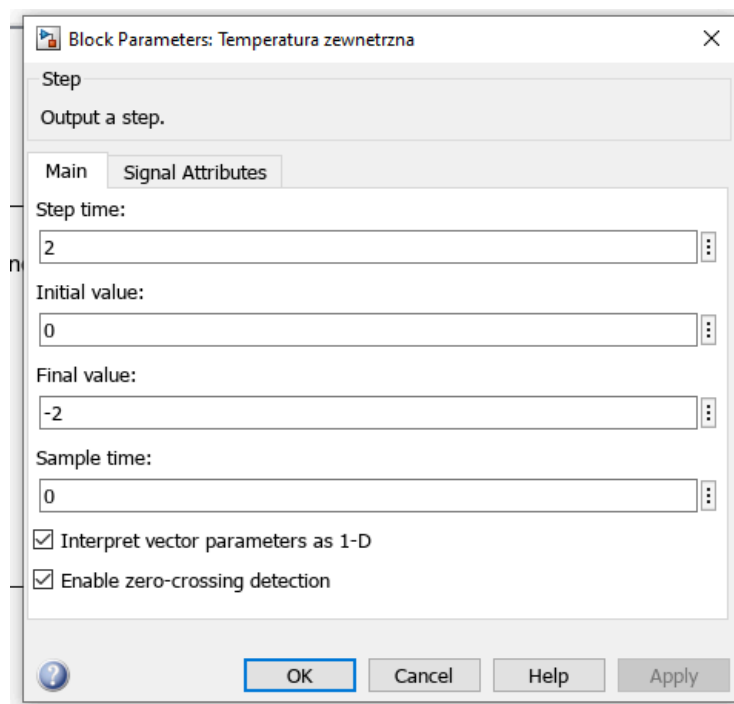 Block Parameters: Temperatura zewnetrzna
Step
Output a step.
Main Signal Attributes
Step time:
2
Initial value:
0
Final value:
-2
Sample time:
0
Interpret vector parameters as 1-D
Enable zero-crossing detection
OK Cancel Help Apply